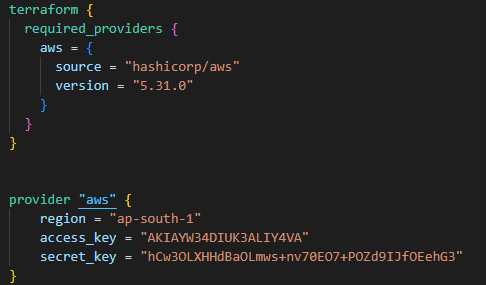 terraform {
required_providers {
aws = {
source = "hashicorp/aws"
version = "5.31.0"
}
}
}
provider "aws" {
region = "ap-south-1"
access_key = "AKIAYW34DIUK3ALIY4VA"
secret_key = "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"
}